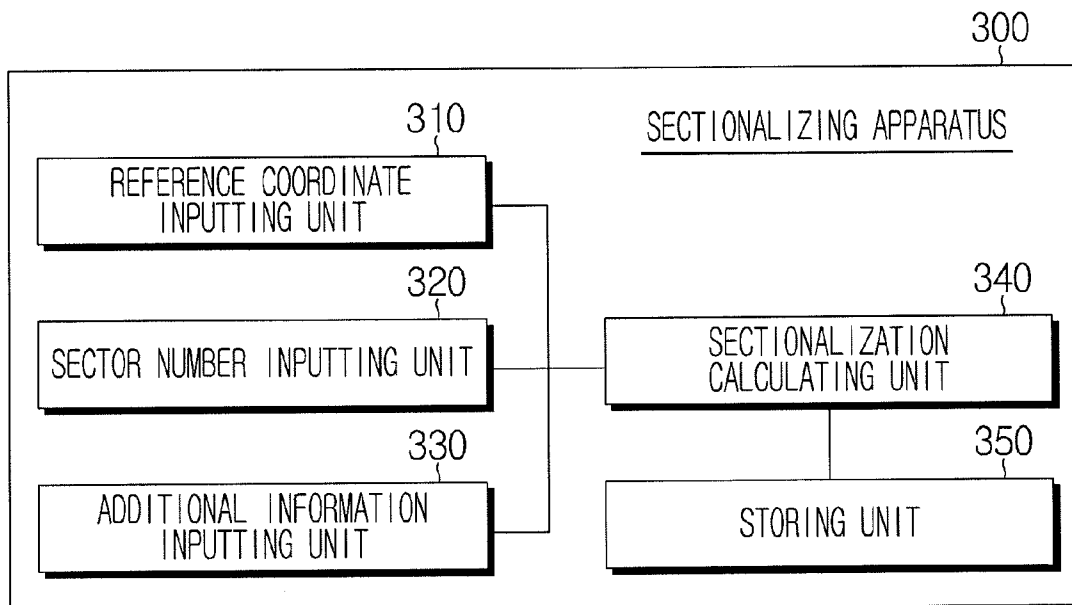 300
SECTIONALIZING APPARATUS
310
REFERENCE COORDINATE
INPUTTING UNIT
320
SECTOR NUMBER INPUTTING UNIT
330
ADDITIONAL INFORMATION
INPUTTING UNIT
340
SECTIONALIZATION
CALCULATING UNIT
350
STORING UNIT